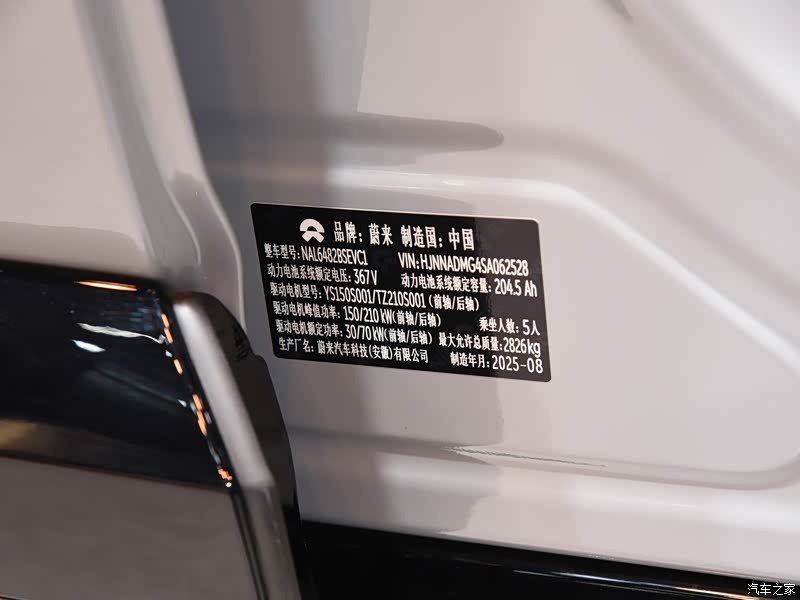 品牌：蔚来 制造国：中国
整车型号：NAL6482BSEVC1 VIN：HJNNADMG4SA062528
动力电池系统额定电压：367V 动力电池系统额定容量：204.5 Ah
驱动电机型号：YS150S001/TZ210S001（前轴/后轴）
驱动电机峰值功率：150/210 kW（前轴/后轴） 乘坐人数：5人
驱动电机额定功率：30/70 kW（前轴/后轴） 最大允许总质量：2826kg
生产厂名：蔚来汽车科技(安徽)有限公司 制造年月：2025-08
汽车之家